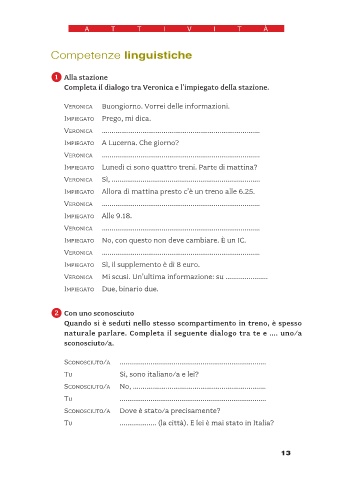 ATTIVITÀ
Competenze linguistiche
1 Alla stazione
Completa il dialogo tra Veronica e l'impiegato della stazione.
VERONICA Buongiorno. Vorrei delle informazioni.
IMPIEGATO Prego, mi dica.
VERONICA ................................................................................
IMPIEGATO A Lucerna. Che giorno?
VERONICA ................................................................................
IMPIEGATO Lunedì ci sono quattro treni. Parte di mattina?
VERONICA Sì, ...........................................................................
IMPIEGATO Allora di mattina presto c'è un treno alle 6.25.
VERONICA ................................................................................
IMPIEGATO Alle 9.18.
VERONICA ................................................................................
IMPIEGATO No, con questo non deve cambiare. È un IC.
VERONICA ................................................................................
IMPIEGATO Sì, il supplemento è di 8 euro.
VERONICA Mi scusi. Un'ultima informazione: su ......................
IMPIEGATO Due, binario due.
2 Con uno sconosciuto
Quando si è seduti nello stesso scompartimento in treno, è spesso
naturale parlare. Completa il seguente dialogo tra te e .... uno/a
sconosciuto/a.
SCONOSCIUTO/A ...........................................................................
TU Sì, sono italiano/a e lei?
SCONOSCIUTO/A No, ....................................................................
TU ...........................................................................
SCONOSCIUTO/A Dove è stato/a precisamente?
TU ................... (la città). E lei è mai stato in Italia?
13